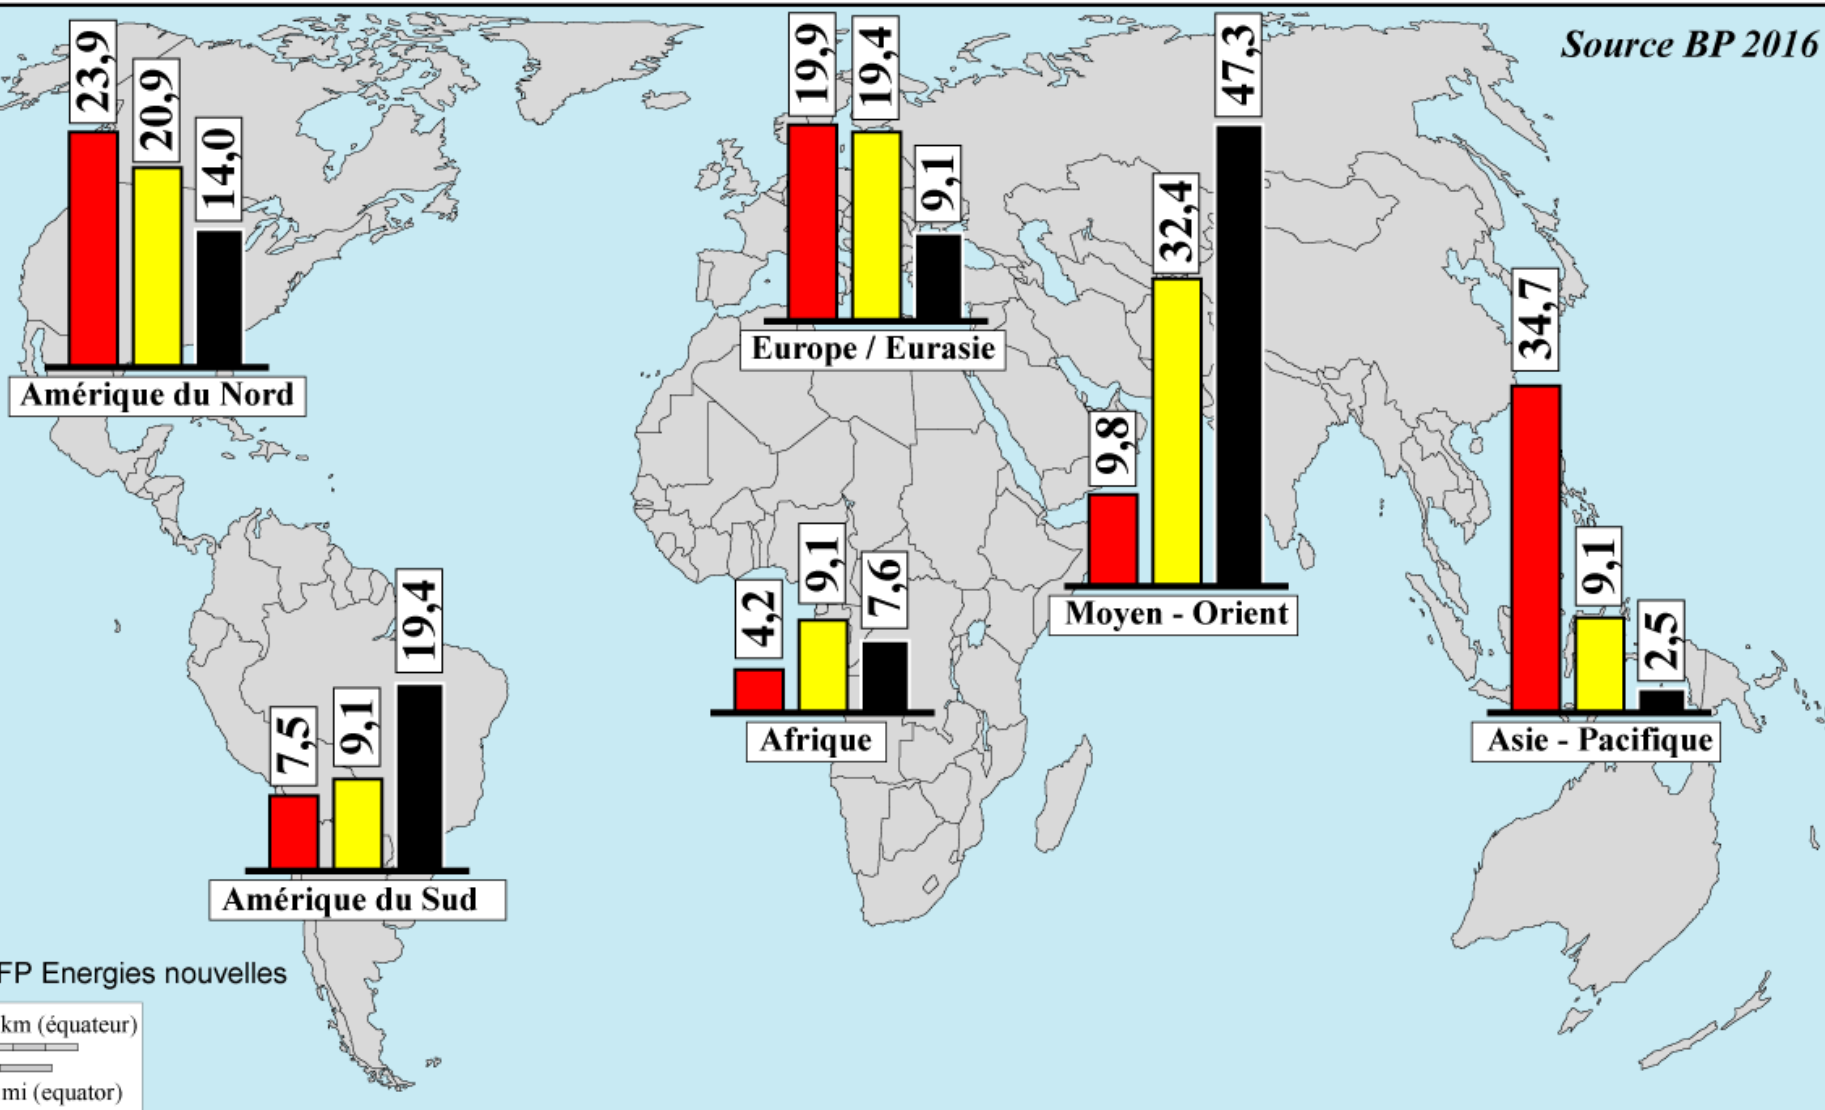 Source BP 2016
23,9
20,9
14,0
Amérique du Nord
19,9
19,4
9,1
Europe / Eurasie
9,8
32,4
47,3
Moyen - Orient
34,7
9,1
2,5
Asie - Pacifique
4,2
9,1
7,6
Afrique
7,5
9,1
19,4
Amérique du Sud
FP Energies nouvelles
km (équateur)
mi (equator)